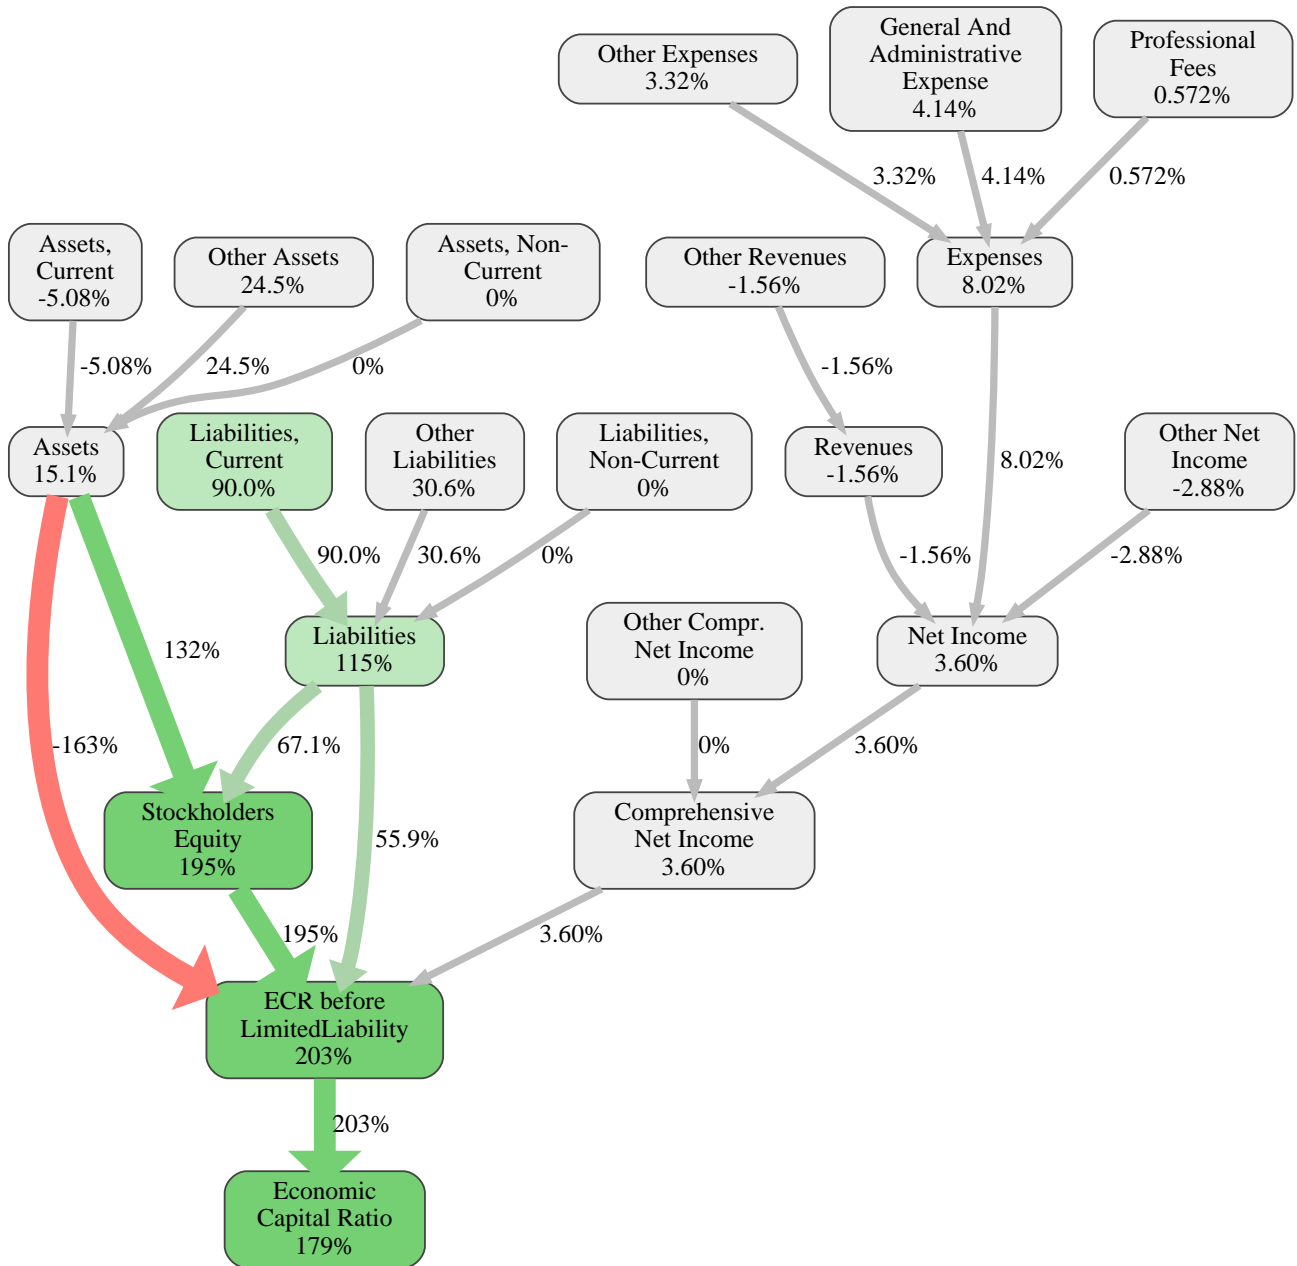 Other Expenses
3.32%
General And
Administrative
Expense
4.14%
Professional
Fees
0.572%
3.32%
4.14%
0.572%
Assets,
Current
-5.08%
Other Assets
24.5%
Assets, Non-
Current
0%
Other Revenues
-1.56%
Expenses
8.02%
-5.08%
24.5%
0%
-1.56%
Assets
15.1%
Liabilities,
Current
90.0%
Other
Liabilities
30.6%
Liabilities,
Non-Current
0%
Revenues
-1.56%
8.02%
Other Net
Income
-2.88%
90.0%
30.6%
0%
-1.56%
-2.88%
132%
Liabilities
115%
Other Compr.
Net Income
0%
Net Income
3.60%
-163%
67.1%
0%
3.60%
Stockholders
Equity
195%
55.9%
Comprehensive
Net Income
3.60%
195%
3.60%
ECR before
LimitedLiability
203%
203%
Economic
Capital Ratio
179%